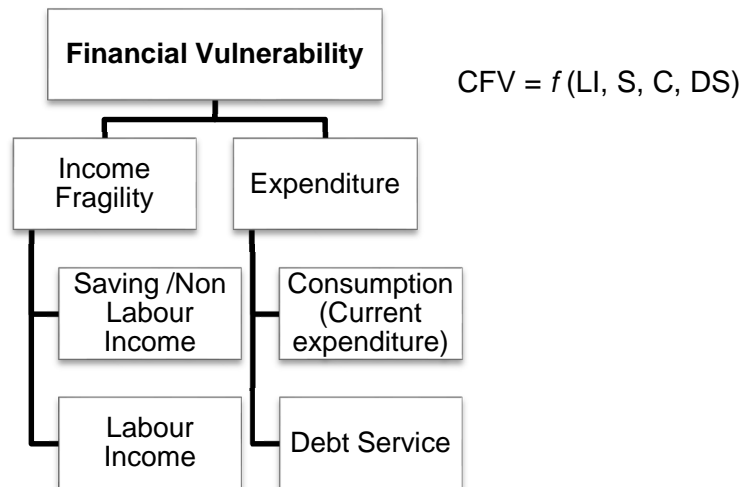 Financial Vulnerability
CFV = f (LI, S, C, DS)
Income
Fragility
Expenditure
Saving /Non
Labour
Income
Consumption
(Current
expenditure)
Labour
Income
Debt Service